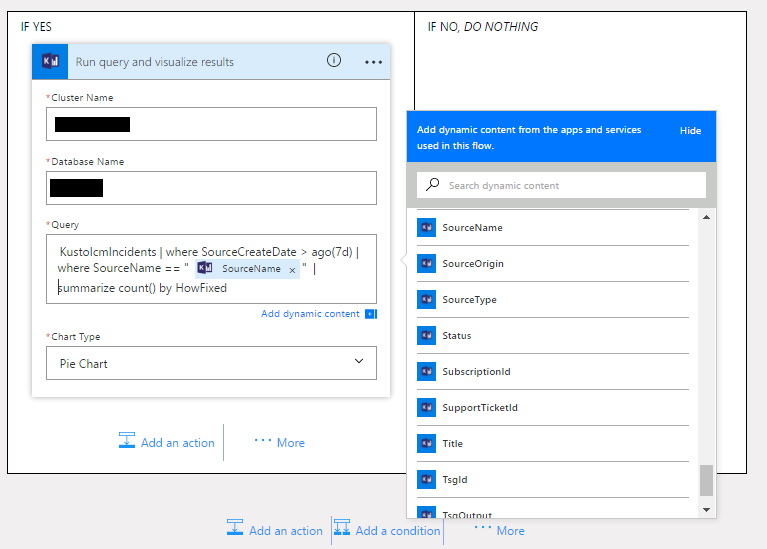 IF YES
IF NO, DO NOTHING
Run query and visualize results
*Cluster Name
*Database Name
*Query
KustoIcmIncidents | where SourceCreateDate > ago(7d) |
where SourceName == " SourceName × " |
summarize count() by HowFixed
Add dynamic content
*Chart Type
Pie Chart
Add an action
... More
Add dynamic content from the apps and services
used in this flow.
Hide
Search dynamic content
SourceName
SourceOrigin
SourceType
Status
SubscriptionId
SupportTicketId
Title
TsgId
TsgOutput
Add an action
Add a condition
... More